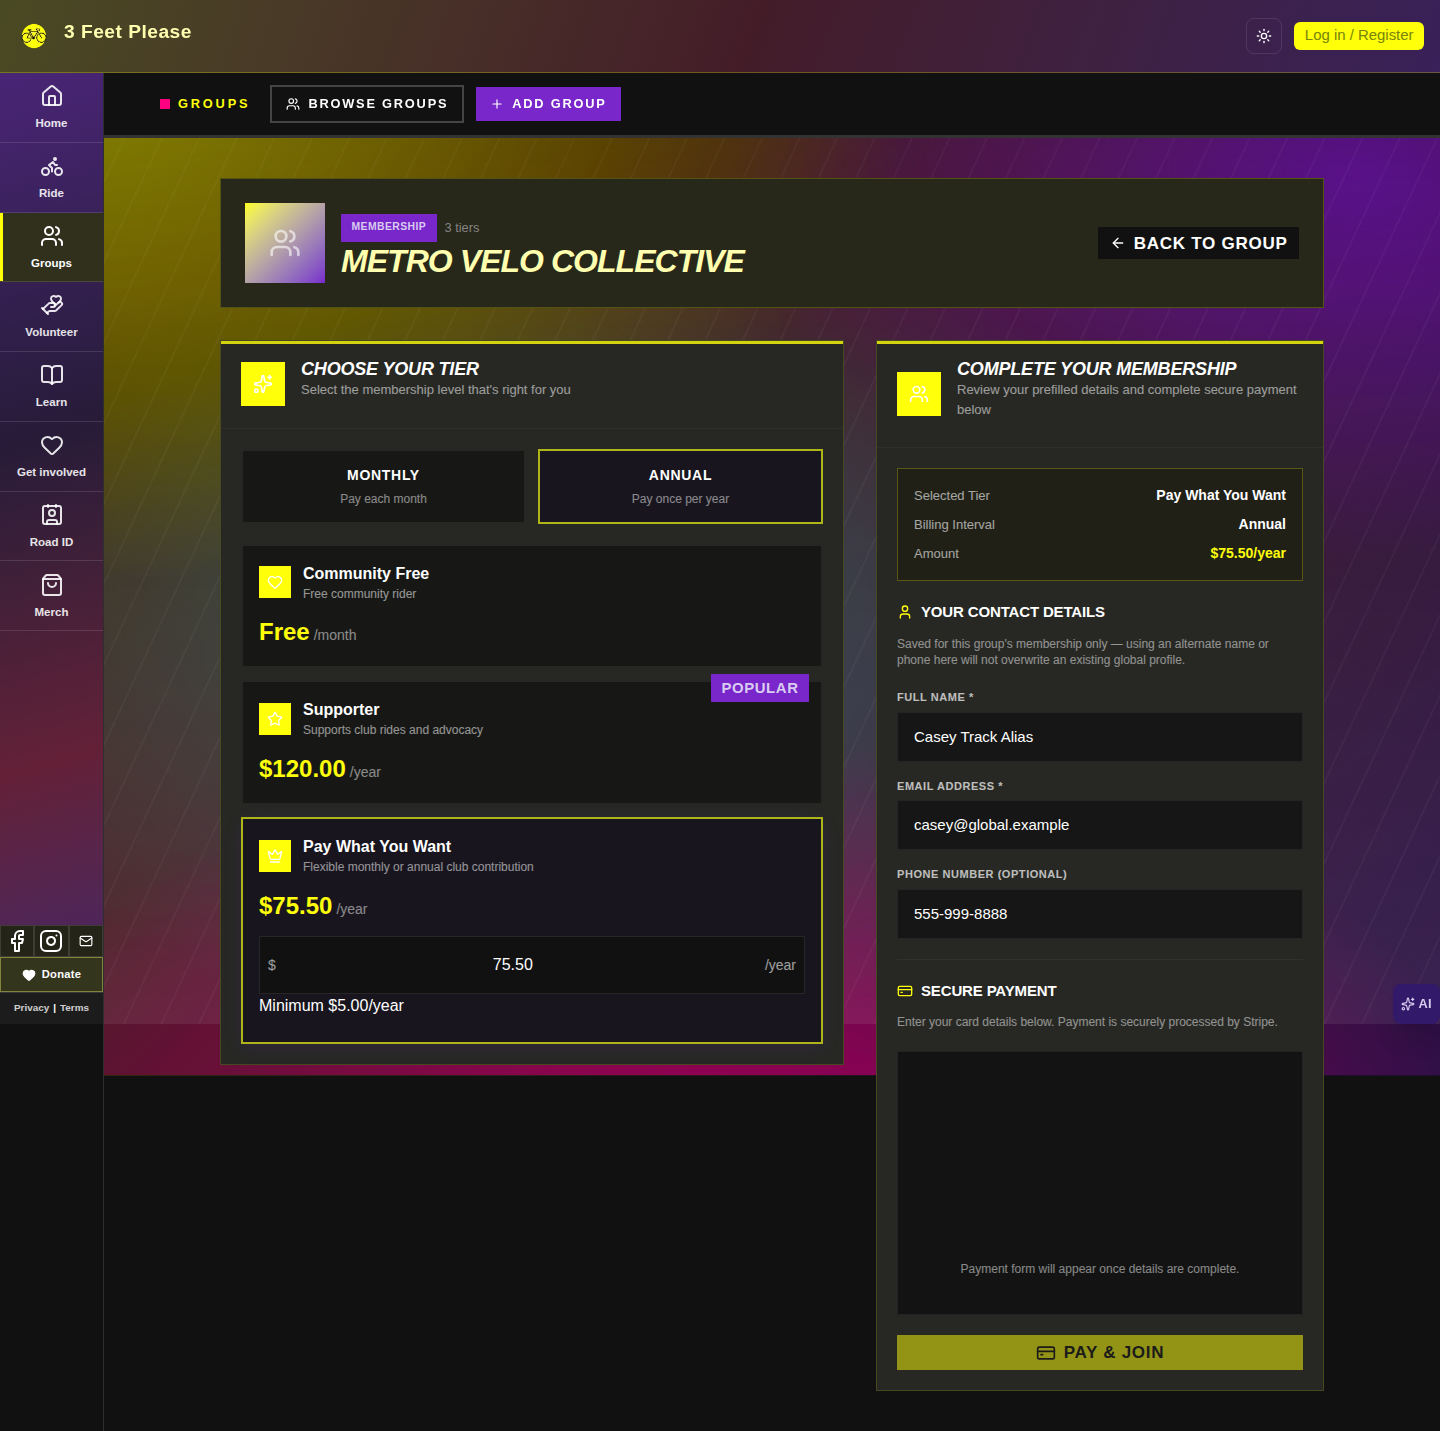 3 Feet Please
Log in / Register
Home
Ride
Groups
Volunteer
Learn
Get involved
Road ID
Merch
Donate
Privacy | Terms
GROUPS
BROWSE GROUPS
ADD GROUP
MEMBERSHIP 3 tiers
METRO VELO COLLECTIVE
BACK TO GROUP
CHOOSE YOUR TIER
Select the membership level that's right for you
MONTHLY
Pay each month
ANNUAL
Pay once per year
Community Free
Free community rider
Free /month
POPULAR
Supporter
Supports club rides and advocacy
$120.00 /year
Pay What You Want
Flexible monthly or annual club contribution
$75.50 /year
$ 75.50 /year
Minimum $5.00/year
COMPLETE YOUR MEMBERSHIP
Review your prefilled details and complete secure payment
below
Selected Tier Pay What You Want
Billing Interval Annual
Amount $75.50/year
YOUR CONTACT DETAILS
Saved for this group's membership only — using an alternate name or
phone here will not overwrite an existing global profile.
FULL NAME *
Casey Track Alias
EMAIL ADDRESS *
casey@global.example
PHONE NUMBER (OPTIONAL)
555-999-8888
SECURE PAYMENT
Enter your card details below. Payment is securely processed by Stripe.
Payment form will appear once details are complete.
PAY & JOIN
AI